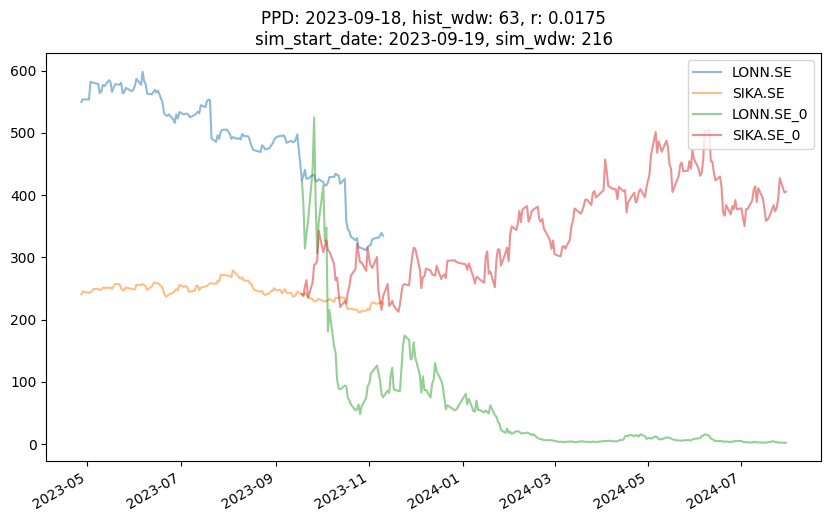 PPD: 2023-09-18, hist_wdw: 63, r: 0.0175
sim_start_date: 2023-09-19, sim_wdw: 216
LONN.SE
SIKA.SE
LONN.SE_0
SIKA.SE_0
600
500
400
300
200
100
0
2023-05
2023-07
2023-09
2023-11
2024-01
2024-03
2024-05
2024-07